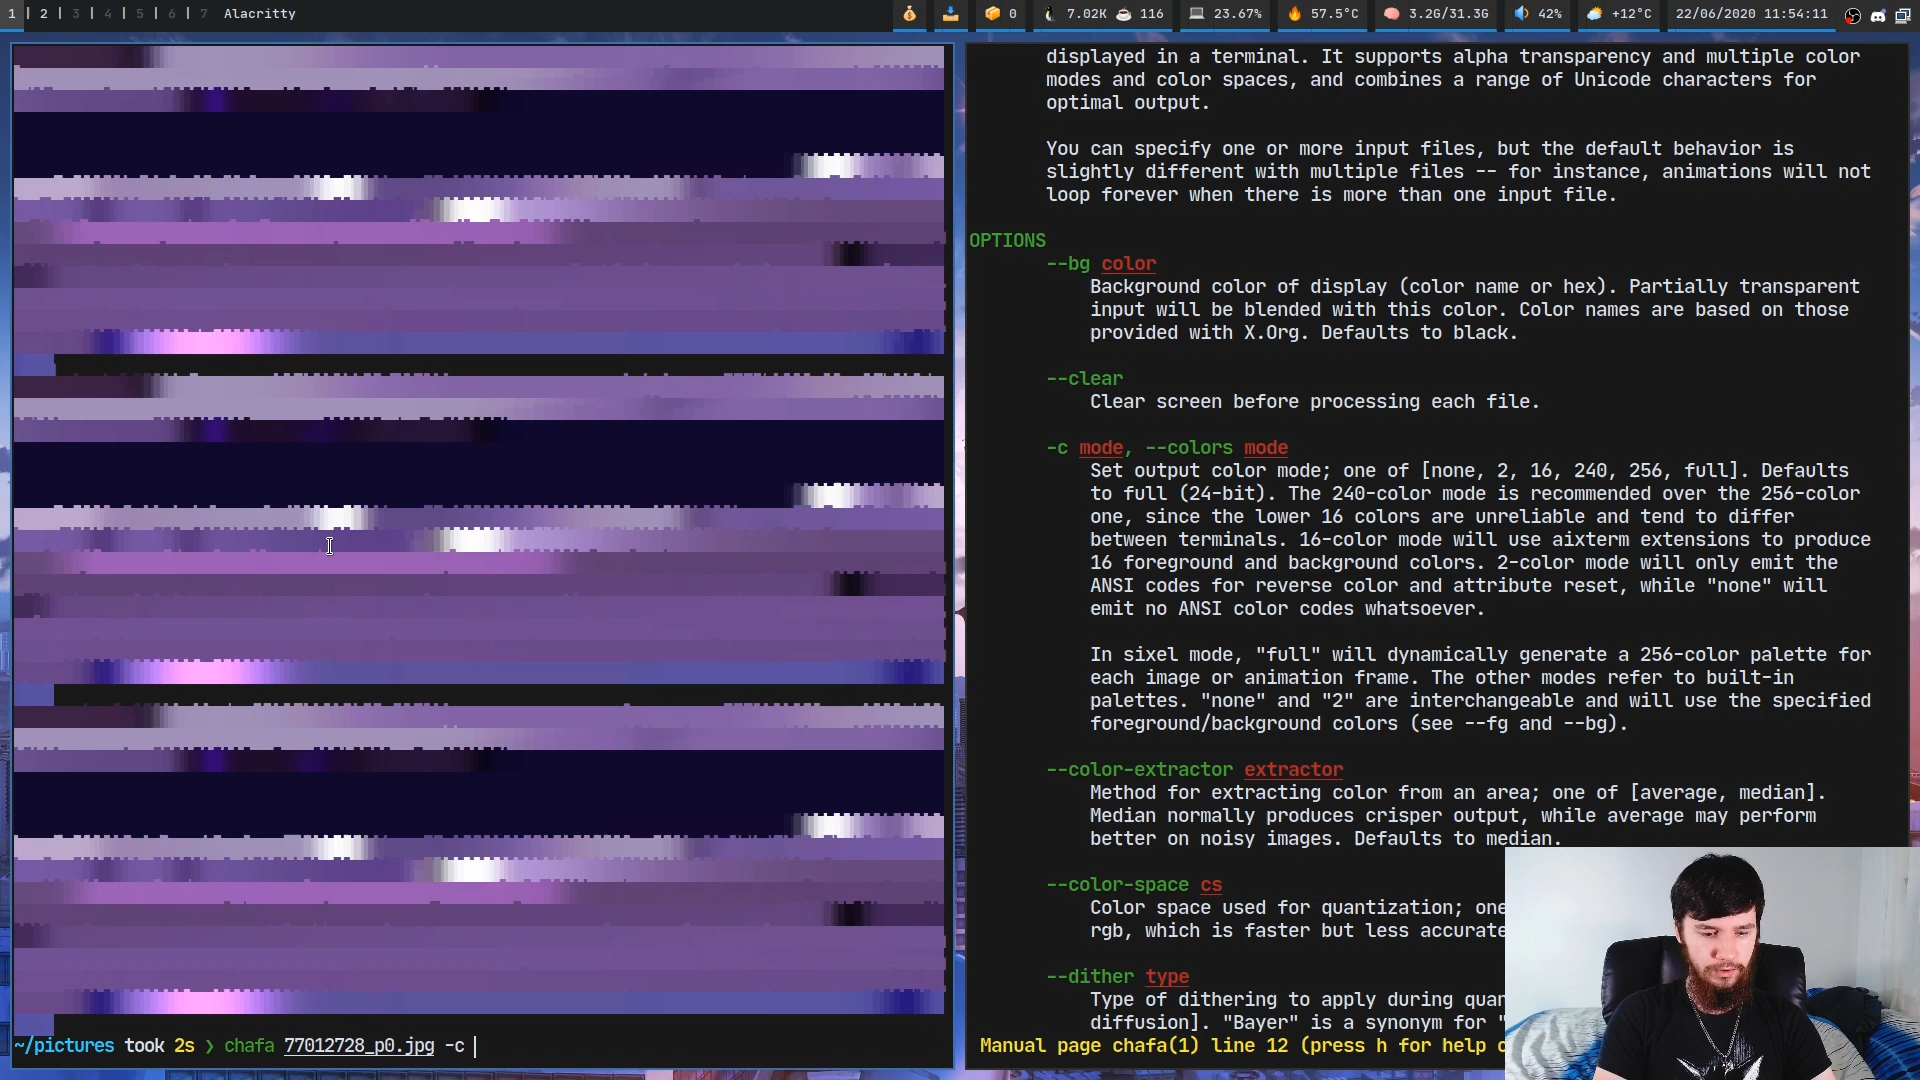 1 | 2 | 3 | 4 | 5 | 6 | 7 Alacritty 0 7.02K 116 23.67% 57.5°C 3.2G/31.3G 42% +12°C 22/06/2020 11:54:11
~/pictures took 2s ❯ chafa 77012728_p0.jpg -c
displayed in a terminal. It supports alpha transparency and multiple color
modes and color spaces, and combines a range of Unicode characters for
optimal output.
You can specify one or more input files, but the default behavior is
slightly different with multiple files -- for instance, animations will not
loop forever when there is more than one input file.
OPTIONS
--bg color
Background color of display (color name or hex). Partially transparent
input will be blended with this color. Color names are based on those
provided with X.Org. Defaults to black.
--clear
Clear screen before processing each file.
-c mode, --colors mode
Set output color mode; one of [none, 2, 16, 240, 256, full]. Defaults
to full (24-bit). The 240-color mode is recommended over the 256-color
one, since the lower 16 colors are unreliable and tend to differ
between terminals. 16-color mode will use aixterm extensions to produce
16 foreground and background colors. 2-color mode will only emit the
ANSI codes for reverse color and attribute reset, while "none" will
emit no ANSI color codes whatsoever.
In sixel mode, "full" will dynamically generate a 256-color palette for
each image or animation frame. The other modes refer to built-in
palettes. "none" and "2" are interchangeable and will use the specified
foreground/background colors (see --fg and --bg).
--color-extractor extractor
Method for extracting color from an area; one of [average, median].
Median normally produces crisper output, while average may perform
better on noisy images. Defaults to median.
--color-space cs
Color space used for quantization; one
rgb, which is faster but less accurate
--dither type
Type of dithering to apply during quan
diffusion]. "Bayer" is a synonym for "
Manual page chafa(1) line 12 (press h for help o